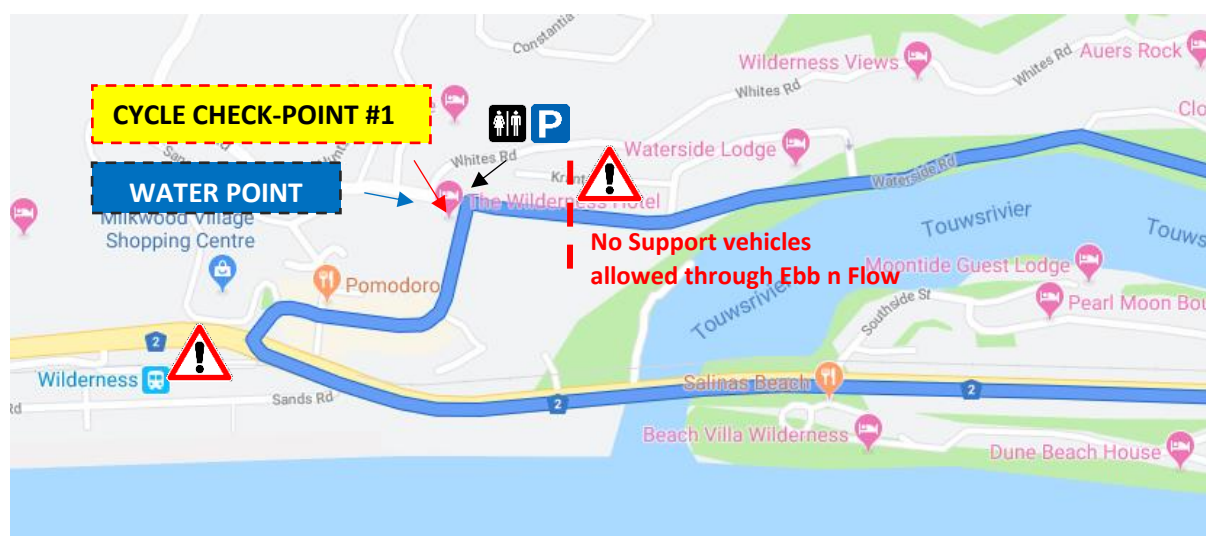 Constantia
Wilderness Views
Whites Rd
Auers Rock
Whites Rd
CYCLE CHECK-POINT #1
P
Clo
Whites Rd
Waterside Lodge
WATER POINT
The Wilderness Hotel
Waterside Rd
Milkwood Village
Shopping Centre
Touwsrivier
Touws
No Support vehicles
allowed through Ebb n Flow
Moontide Guest Lodge
Pomodoro
Touwsrivier
Southside St
Pearl Moon Bou
2
Wilderness
Salinas Beach
2
2
Rd
Sands Rd
Beach Villa Wilderness
Dune Beach House